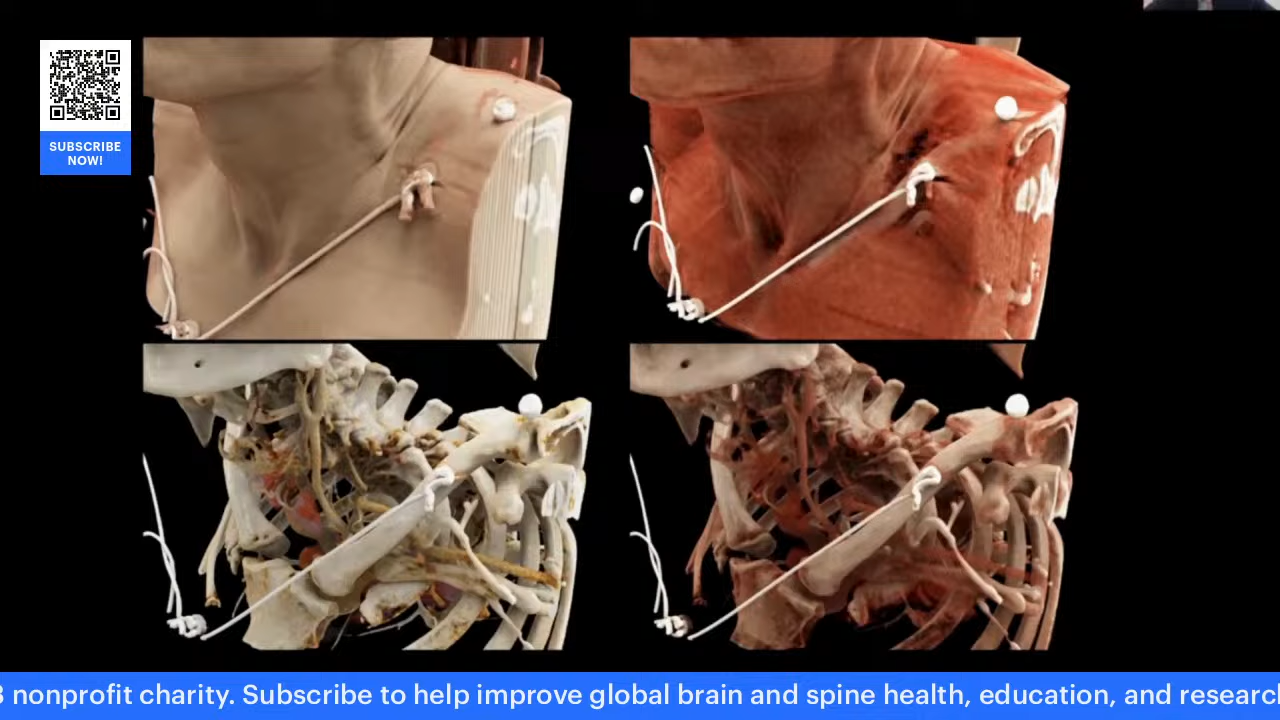 SUBSCRIBE
NOW!
nonprofit charity. Subscribe to help improve global brain and spine health, education, and research